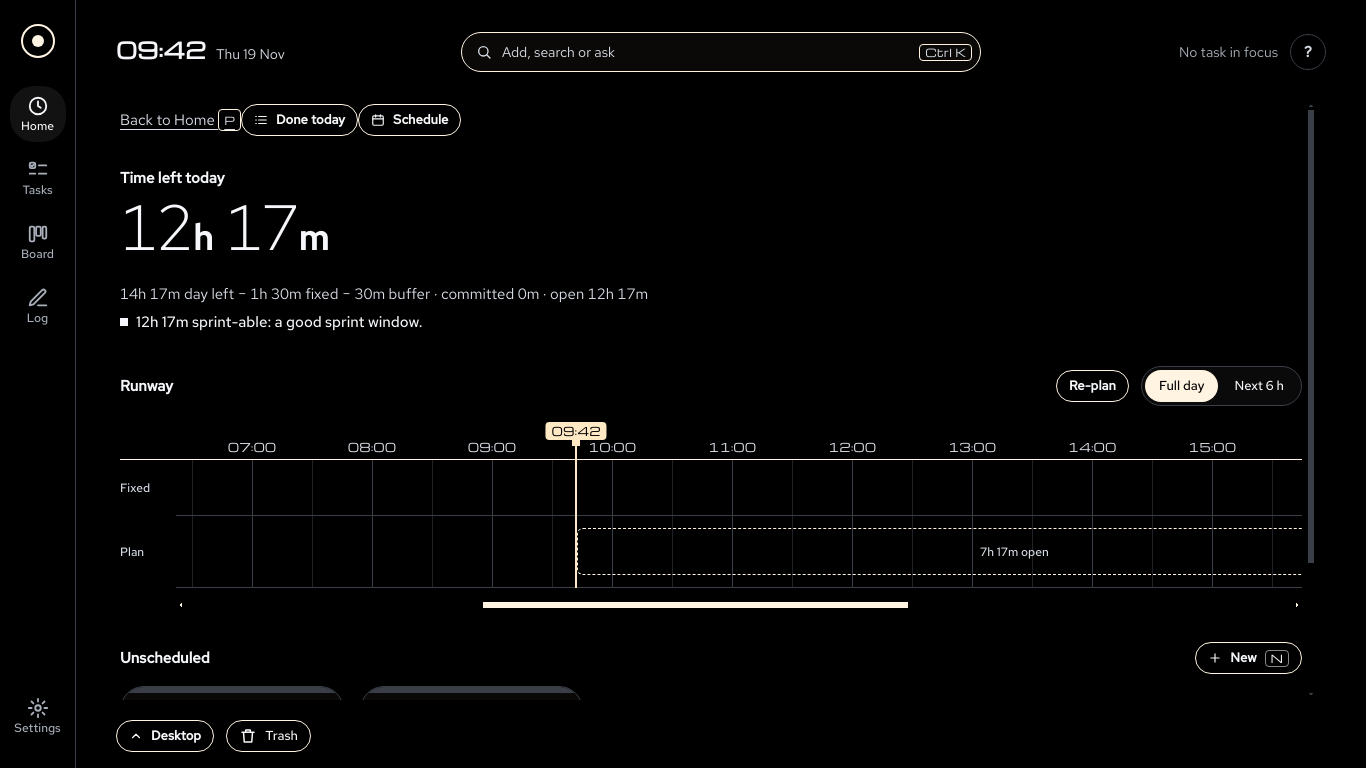 09:42 Thu 19 Nov
Add, search or ask Ctrl K
No task in focus ?
Home
Tasks
Board
Log
Settings
Back to Home P Done today Schedule
Time left today
12h 17m
14h 17m day left − 1h 30m fixed − 30m buffer · committed 0m · open 12h 17m
12h 17m sprint-able: a good sprint window.
Runway Re-plan Full day Next 6 h
09:42
07:00 08:00 09:00 10:00 11:00 12:00 13:00 14:00 15:00
Fixed
Plan 7h 17m open
Unscheduled + New N
Desktop Trash